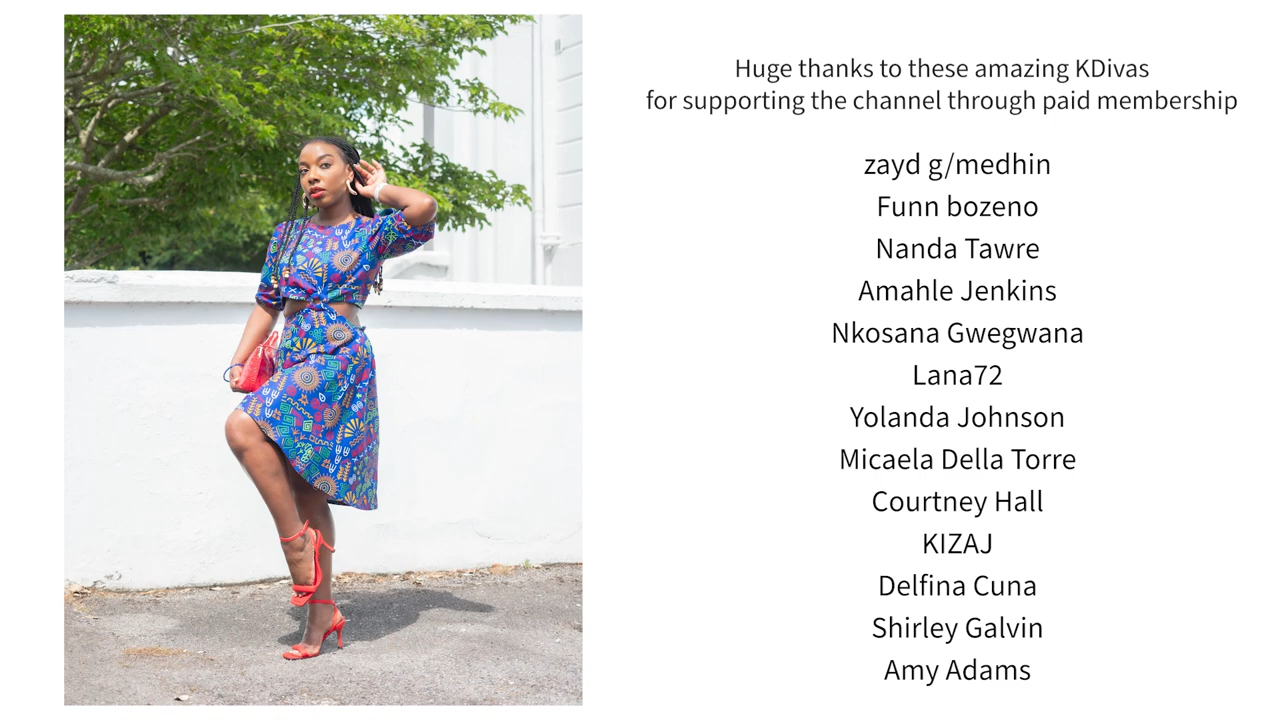 Huge thanks to these amazing KDivas
for supporting the channel through paid membership
zayd g/medhin
Funn bozeno
Nanda Tawre
Amahle Jenkins
Nkosana Gwegwana
Lana72
Yolanda Johnson
Micaela Della Torre
Courtney Hall
KIZAJ
Delfina Cuna
Shirley Galvin
Amy Adams